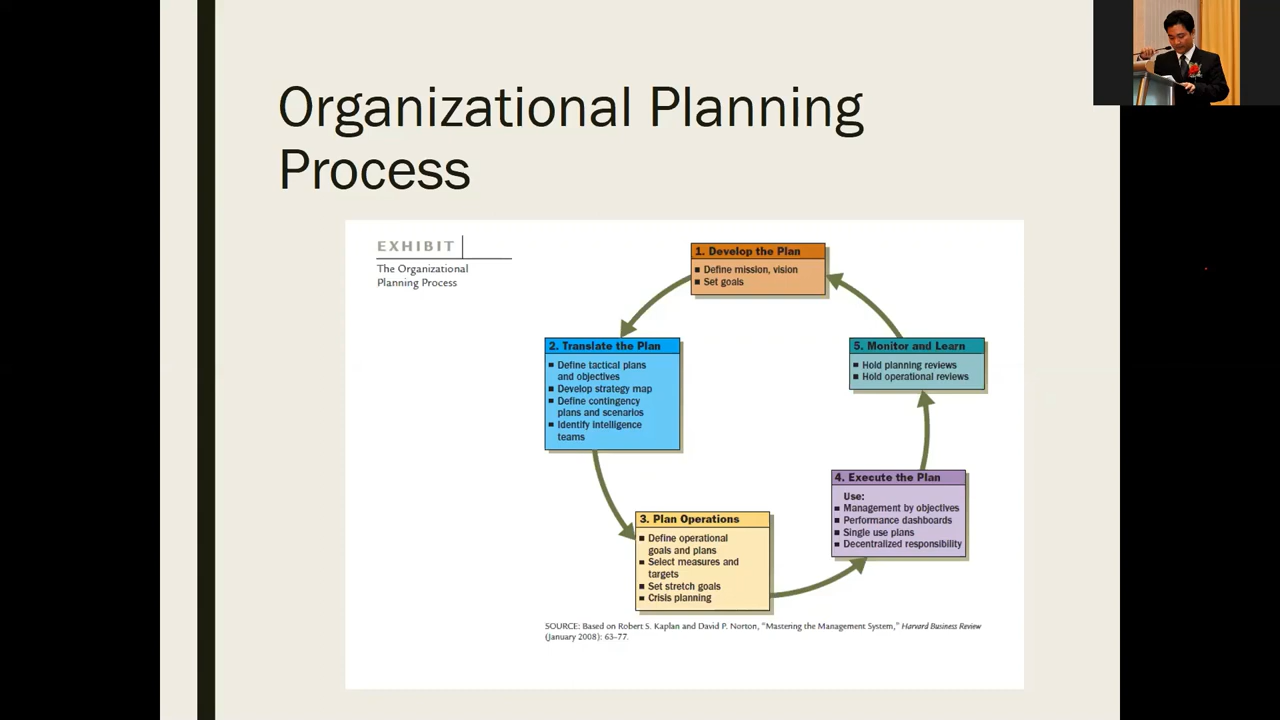 Organizational Planning
Process
EXHIBIT
The Organizational
Planning Process
1. Develop the Plan
▪ Define mission, vision
▪ Set goals
2. Translate the Plan
▪ Define tactical plans
and objectives
▪ Develop strategy map
▪ Define contingency
plans and scenarios
▪ Identify intelligence
teams
3. Plan Operations
▪ Define operational
goals and plans
▪ Select measures and
targets
▪ Set stretch goals
▪ Crisis planning
4. Execute the Plan
Use:
▪ Management by objectives
▪ Performance dashboards
▪ Single use plans
▪ Decentralized responsibility
5. Monitor and Learn
▪ Hold planning reviews
▪ Hold operational reviews
SOURCE: Based on Robert S. Kaplan and David P. Norton, “Mastering the Management System,” Harvard Business Review
(January 2008): 63–77.